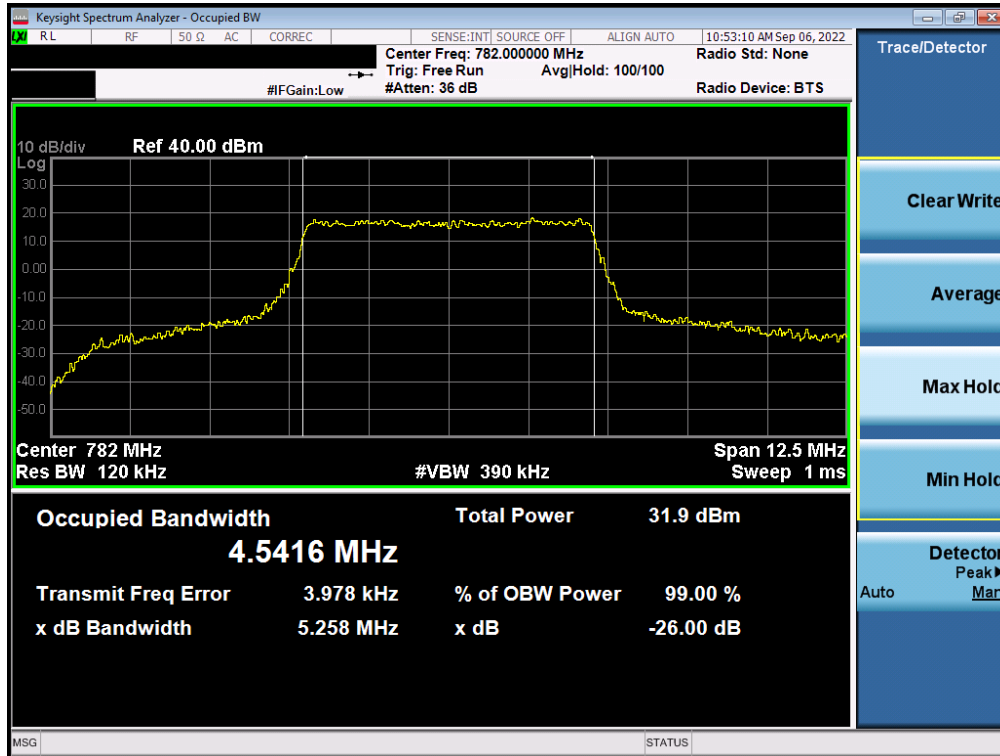 Keysight Spectrum Analyzer - Occupied BW
LXI RL RF 50 Ω AC CORREC SENSE:INT SOURCE OFF ALIGN AUTO 10:53:10 AM Sep 06, 2022
Center Freq: 782.000000 MHz Radio Std: None
Trig: Free Run Avg|Hold: 100/100
#IFGain:Low #Atten: 36 dB Radio Device: BTS
Trace/Detector
10 dB/div Ref 40.00 dBm
Log
30.0
20.0
10.0
0.00
-10.0
-20.0
-30.0
-40.0
-50.0
Center 782 MHz Span 12.5 MHz
Res BW 120 kHz #VBW 390 kHz Sweep 1 ms
Occupied Bandwidth Total Power 31.9 dBm
4.5416 MHz
Transmit Freq Error 3.978 kHz % of OBW Power 99.00 %
x dB Bandwidth 5.258 MHz x dB -26.00 dB
Clear Write
Average
Max Hold
Min Hold
Detector
Peak▶
Auto Man
MSG STATUS